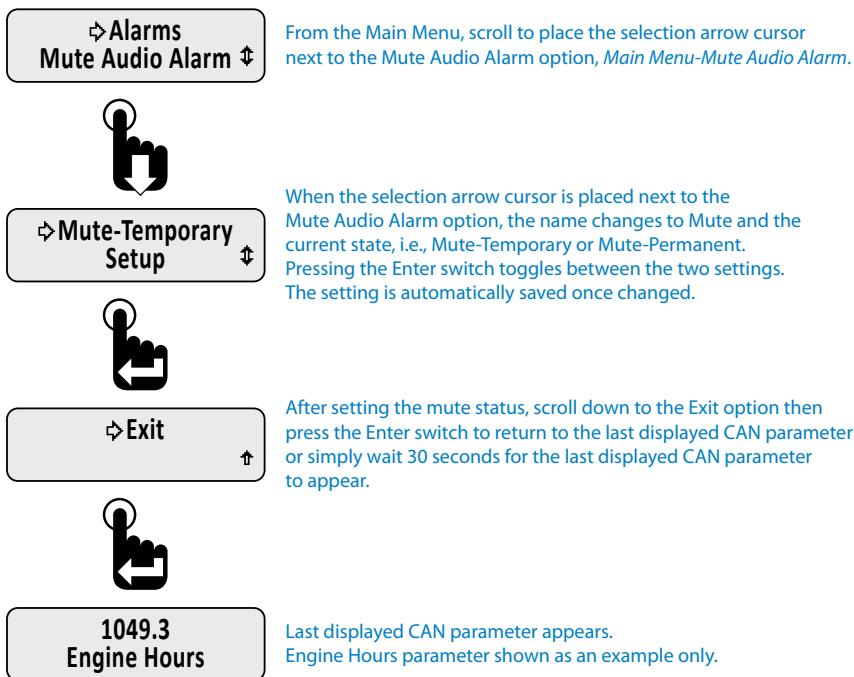 ➪Alarms
Mute Audio Alarm ⇕
From the Main Menu, scroll to place the selection arrow cursor
next to the Mute Audio Alarm option, Main Menu-Mute Audio Alarm.
➪Mute-Temporary
Setup ⇕
When the selection arrow cursor is placed next to the
Mute Audio Alarm option, the name changes to Mute and the
current state, i.e., Mute-Temporary or Mute-Permanent.
Pressing the Enter switch toggles between the two settings.
The setting is automatically saved once changed.
➪Exit
⇑
After setting the mute status, scroll down to the Exit option then
press the Enter switch to return to the last displayed CAN parameter
or simply wait 30 seconds for the last displayed CAN parameter
to appear.
1049.3
Engine Hours
Last displayed CAN parameter appears.
Engine Hours parameter shown as an example only.